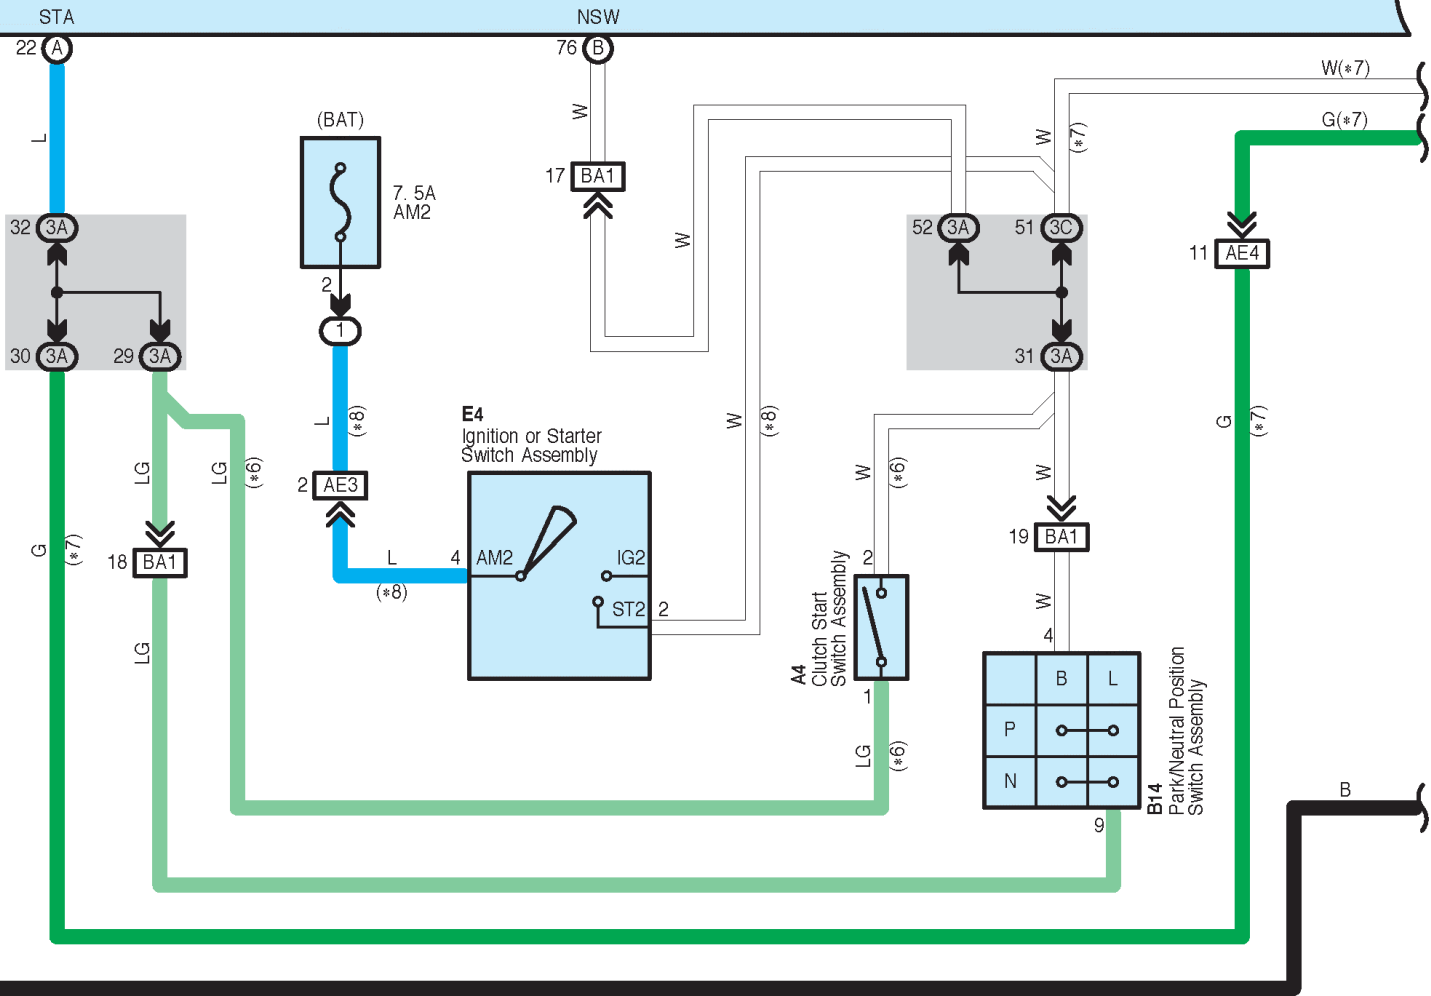 STA
NSW
22 A
76 B
W(*7)
G(*7)
L
W
W
(*7)
(BAT)
7. 5A
AM2
17 BA1
32 3A
52 3A
51 3C
11 AE4
W
2
1
30 3A
29 3A
31 3A
L
(*8)
E4
Ignition or Starter
Switch Assembly
W
(*8)
G
(*7)
LG
LG
(*6)
W
(*6)
W
2 AE3
G
(*7)
18 BA1
19 BA1
L
(*8)
4 AM2
IG2
ST2 2
2
A4
Clutch Start
Switch Assembly
1
W
4
LG
B L
P
N
B14
Park/Neutral Position
Switch Assembly
LG
(*6)
9
B